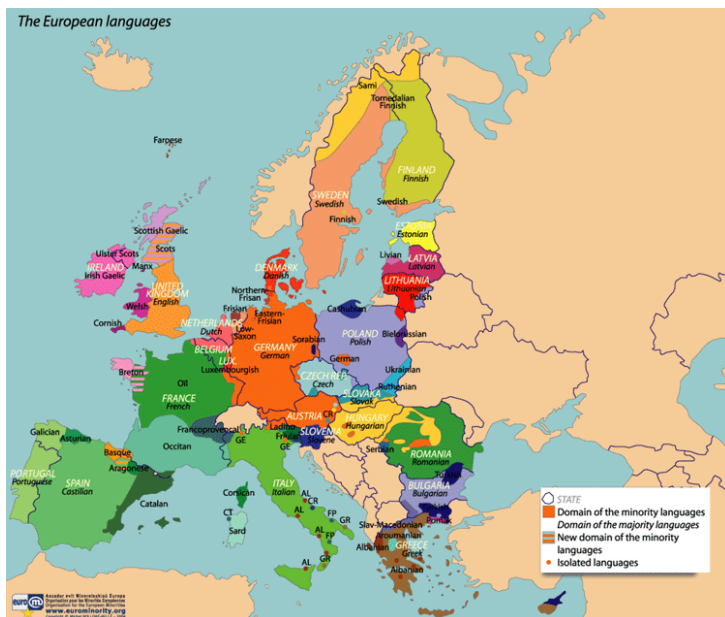 The European languages
Sami
Tornedalian
Finnish
Faroese
FINLAND
Finnish
SWEDEN
Swedish
Swedish
Finnish
Estonian
Scottish Gaelic
Scots
Ulster Scots
Manx
IRELAND
Irish Gaelic
UNITED
KINGDOM
English
Welsh
Cornish
DENMARK
Danish
Livian
LATVIA
Latvian
LITHUANIA
Lithuanian
Polish
Northern-
Frisan
Frisian
Eastern-
Frisian
Low-
Saxon
NETHERLANDS
Dutch
BELGIUM
LUX.
Luxembourgish
GERMANY
German
Sorabian
Cashubian
POLAND
Polish
German
Bielorussian
Ukrainian
Ruthenian
CZECH REP.
Czech
SLOVAKA
Slovak
Breton
Oil
FRANCE
French
Francoprovencal
Occitan
AUSTRIA
CR
HUNGARY
Hungarian
Ladino
GE
GE
SLOVENIA
Slovene
Serbian
ROMANIA
Romanian
Galician
Asturian
Basque
Aragonese
PORTUGAL
Portuguese
SPAIN
Castilian
Catalan
Corsican
CT
Sard
ITALY
Italian
AL
CR
AL
FP
GR
AL
FP
GR
AL
BULGARIA
Bulgarian
Turkish
Pomak
Slav-Macedonian
Aroumanian
Albanian
GREECE
Greek
Albanian
STATE
Domain of the minority languages
Domain of the majority languages
New domain of the minority
languages
Isolated languages
www.eurominority.org